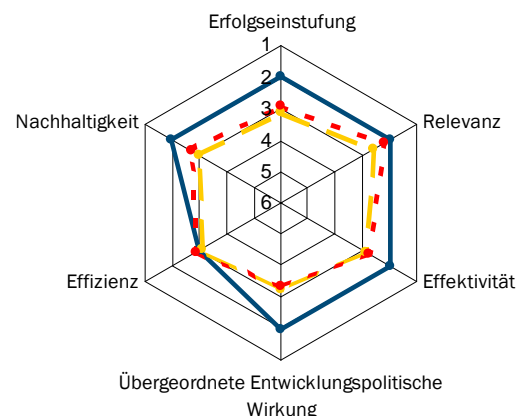 Erfolgseinstufung
1
2
3
4
5
6
Nachhaltigkeit
Relevanz
Effizienz
Effektivität
Übergeordnete Entwicklungspolitische
Wirkung